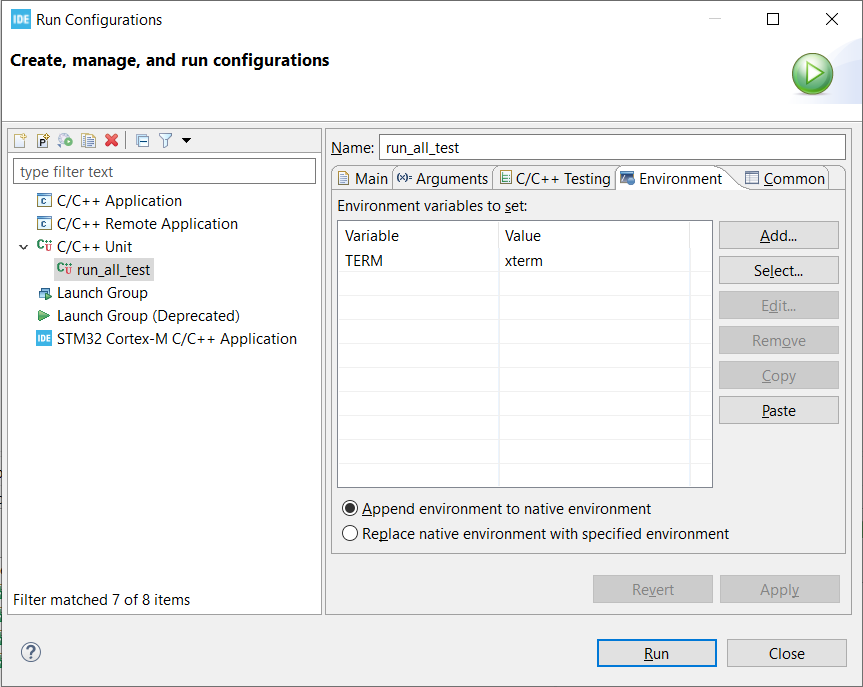 IDE Run Configurations
Create, manage, and run configurations
type filter text
C/C++ Application
C/C++ Remote Application
C/C++ Unit
run_all_test
Launch Group
Launch Group (Deprecated)
IDE STM32 Cortex-M C/C++ Application
Filter matched 7 of 8 items
Name: run_all_test
Main (x)= Arguments C/C++ Testing Environment Common
Environment variables to set:
Variable Value
TERM xterm
Add...
Select...
Edit...
Remove
Copy
Paste
Append environment to native environment
Replace native environment with specified environment
Revert Apply
? Run Close